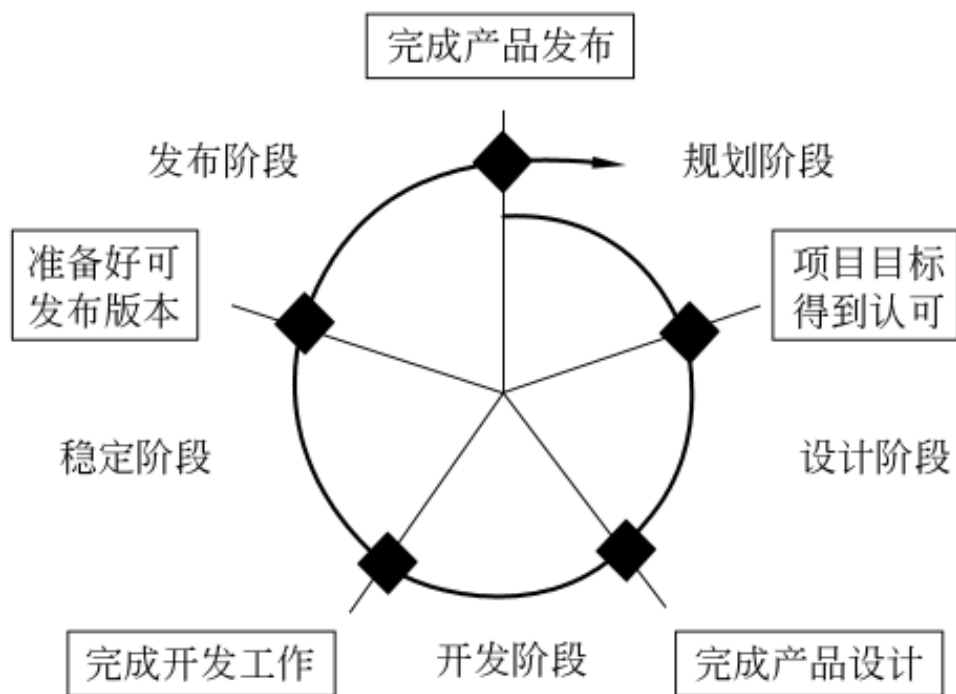 完成产品发布
发布阶段
规划阶段
准备好可
发布版本
项目目标
得到认可
稳定阶段
设计阶段
完成开发工作
开发阶段
完成产品设计